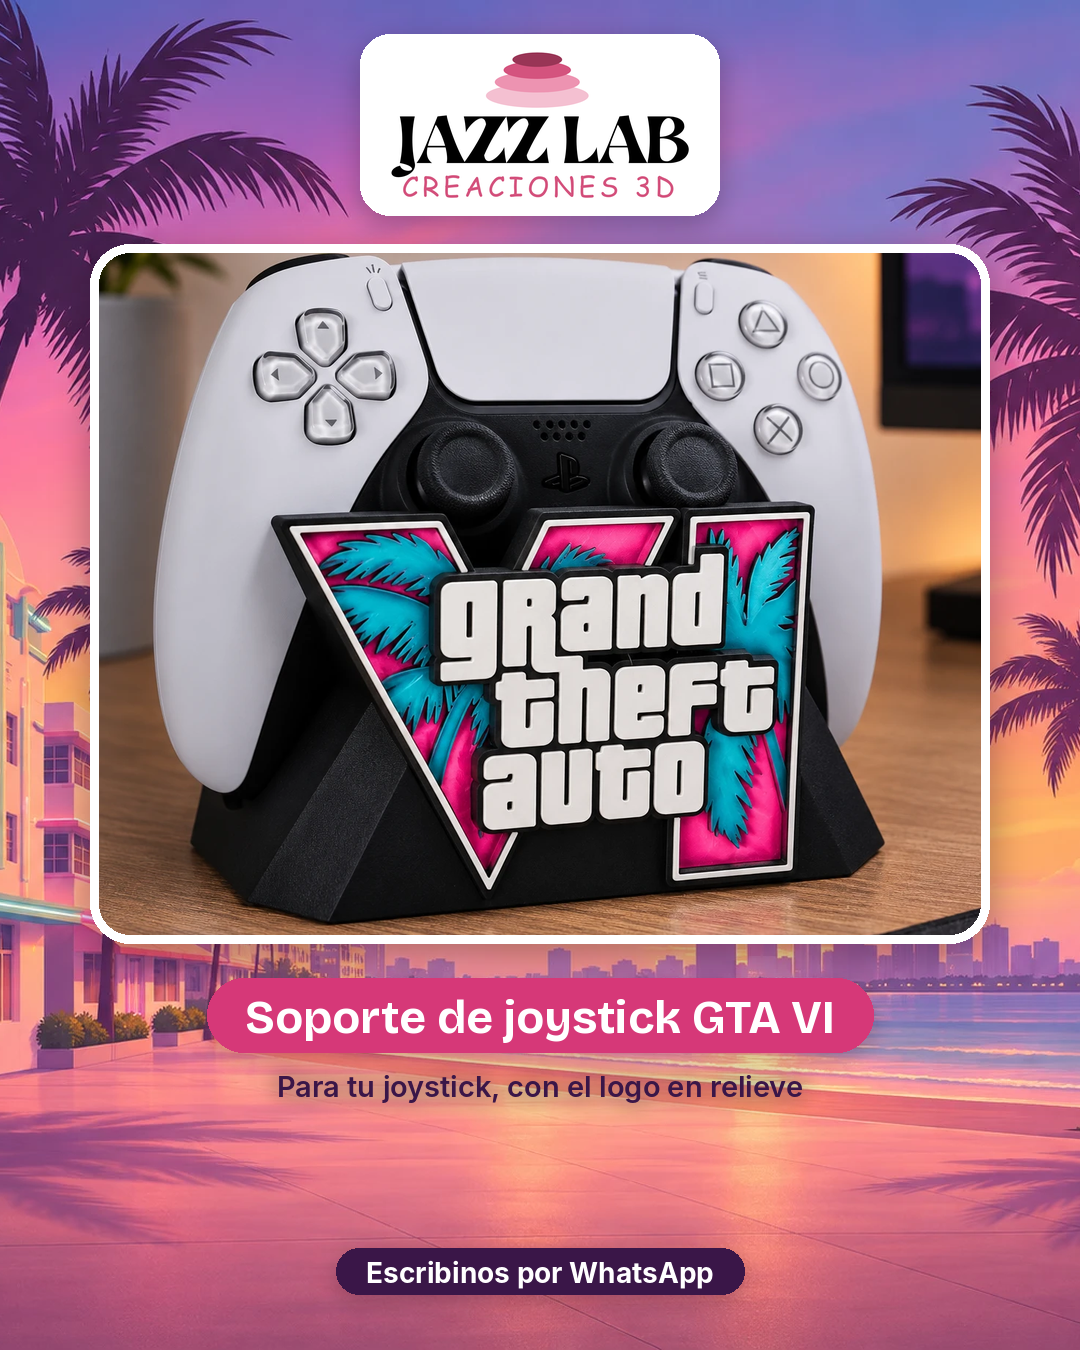 JAZZ LAB
CREACIONES 3D
grand
theft
auto
VI
Soporte de joystick GTA VI
Para tu joystick, con el logo en relieve
Escribinos por WhatsApp